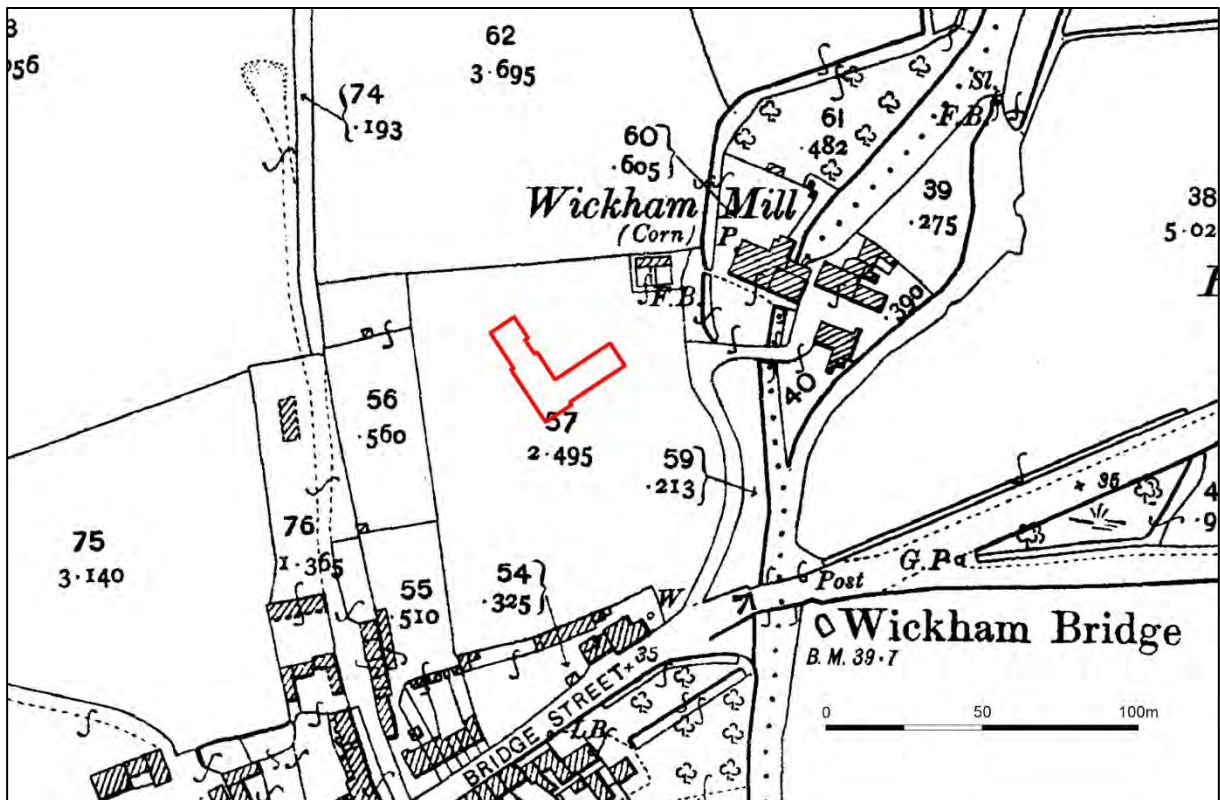 62
3·695
74
·193
61
·482
Sl.
F.B.
60
·605
39
·275
38
5·02
Wickham Mill
(Corn)
P.
F.B.
·390
40
56
·560
57
2·495
59
·213
76
1·365
75
3·140
55
·510
54
·325
W
× 35
× 35
G.P.
Post
Wickham Bridge
B.M. 39·7
BRIDGE STREET
L.B.
0
50
100m